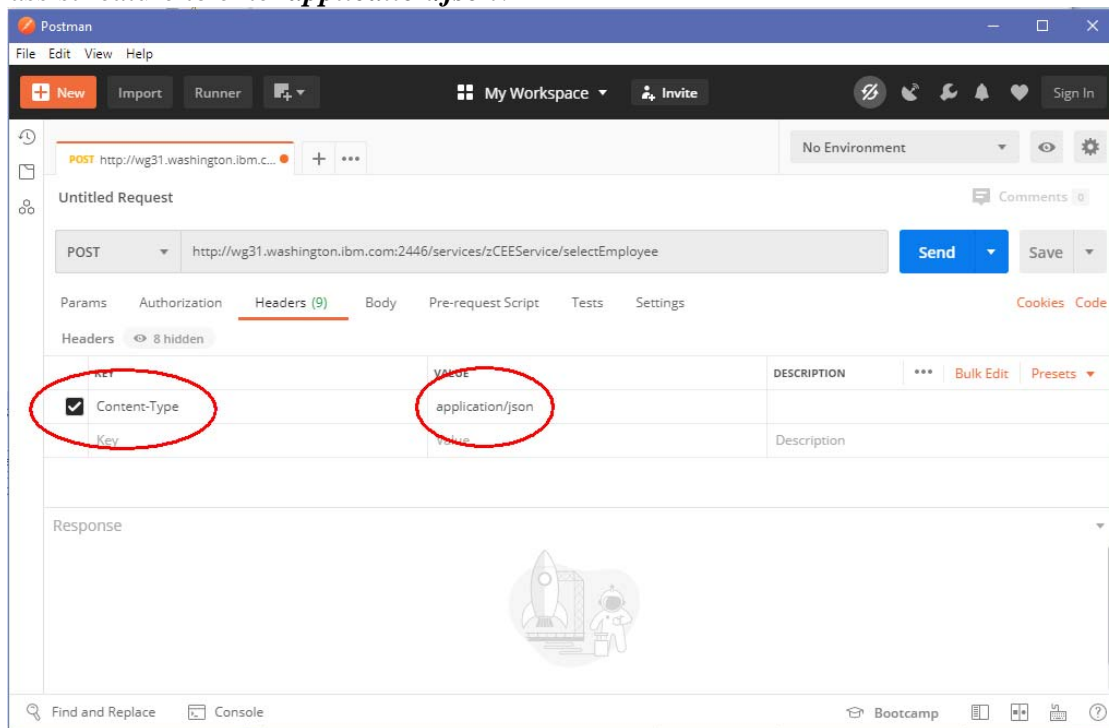 Postman
File Edit View Help
New Import Runner My Workspace Invite Sign In
POST http://wg31.washington.ibm.c... + ••• No Environment
Untitled Request Comments 0
POST http://wg31.washington.ibm.com:2446/services/zCEEService/selectEmployee Send Save
Params Authorization Headers (9) Body Pre-request Script Tests Settings Cookies Code
Headers 8 hidden
KEY VALUE DESCRIPTION ••• Bulk Edit Presets
Content-Type application/json
Key Value Description
Response
Find and Replace Console Bootcamp